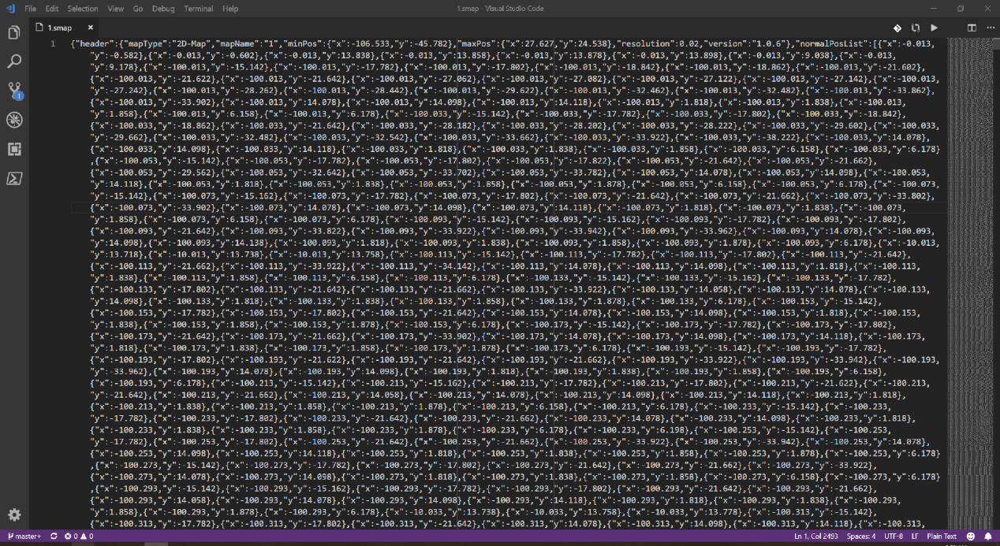 File Edit Selection View Go Debug Terminal Help
1.smap - Visual Studio Code
1.smap ×
1 {"header":{"mapType":"2D-Map","mapName":"1","minPos":{"x":-106.533,"y":-45.782},"maxPos":{"x":27.627,"y":24.538},"resolution":0.02,"version":"1.0.6"},"normalPosList":[{"x":-0.013,
"y":-0.582},{"x":-0.013,"y":-0.602},{"x":-0.013,"y":13.838},{"x":-0.013,"y":13.858},{"x":-0.013,"y":13.878},{"x":-0.013,"y":13.898},{"x":-0.013,"y":9.038},{"x":-0.013,
"y":9.178},{"x":-100.013,"y":-15.142},{"x":-100.013,"y":-17.782},{"x":-100.013,"y":-17.802},{"x":-100.013,"y":-18.842},{"x":-100.013,"y":-18.862},{"x":-100.013,"y":-21.602},
{"x":-100.013,"y":-21.622},{"x":-100.013,"y":-21.642},{"x":-100.013,"y":-27.062},{"x":-100.013,"y":-27.082},{"x":-100.013,"y":-27.122},{"x":-100.013,"y":-27.142},{"x":-100.013,
"y":-27.242},{"x":-100.013,"y":-28.262},{"x":-100.013,"y":-28.442},{"x":-100.013,"y":-29.622},{"x":-100.013,"y":-32.462},{"x":-100.013,"y":-32.482},{"x":-100.013,"y":-33.862},
{"x":-100.013,"y":-33.902},{"x":-100.013,"y":14.078},{"x":-100.013,"y":14.098},{"x":-100.013,"y":14.118},{"x":-100.013,"y":1.818},{"x":-100.013,"y":1.838},{"x":-100.013,
"y":1.858},{"x":-100.013,"y":6.158},{"x":-100.013,"y":6.178},{"x":-100.033,"y":-15.142},{"x":-100.033,"y":-17.782},{"x":-100.033,"y":-17.802},{"x":-100.033,"y":-18.842},
{"x":-100.033,"y":-18.862},{"x":-100.033,"y":-21.642},{"x":-100.033,"y":-28.182},{"x":-100.033,"y":-28.202},{"x":-100.033,"y":-28.222},{"x":-100.033,"y":-29.602},{"x":-100.033,
"y":-29.662},{"x":-100.033,"y":-32.482},{"x":-100.033,"y":-32.542},{"x":-100.033,"y":-33.662},{"x":-100.033,"y":-33.922},{"x":-100.033,"y":-38.222},{"x":-100.033,"y":14.078},
{"x":-100.033,"y":14.098},{"x":-100.033,"y":14.118},{"x":-100.033,"y":1.818},{"x":-100.033,"y":1.838},{"x":-100.033,"y":1.858},{"x":-100.033,"y":6.158},{"x":-100.033,"y":6.178}
,{"x":-100.053,"y":-15.142},{"x":-100.053,"y":-17.782},{"x":-100.053,"y":-17.802},{"x":-100.053,"y":-17.822},{"x":-100.053,"y":-21.642},{"x":-100.053,"y":-21.662},
{"x":-100.053,"y":-29.562},{"x":-100.053,"y":-32.642},{"x":-100.053,"y":-33.702},{"x":-100.053,"y":-33.782},{"x":-100.053,"y":14.078},{"x":-100.053,"y":14.098},{"x":-100.053,
"y":14.118},{"x":-100.053,"y":1.818},{"x":-100.053,"y":1.838},{"x":-100.053,"y":1.858},{"x":-100.053,"y":1.878},{"x":-100.053,"y":6.158},{"x":-100.053,"y":6.178},{"x":-100.073,
"y":-15.142},{"x":-100.073,"y":-15.162},{"x":-100.073,"y":-17.782},{"x":-100.073,"y":-17.802},{"x":-100.073,"y":-21.642},{"x":-100.073,"y":-21.662},{"x":-100.073,"y":-33.802},
{"x":-100.073,"y":-33.902},{"x":-100.073,"y":14.078},{"x":-100.073,"y":14.098},{"x":-100.073,"y":14.118},{"x":-100.073,"y":1.818},{"x":-100.073,"y":1.838},{"x":-100.073,
"y":1.858},{"x":-100.073,"y":6.158},{"x":-100.073,"y":6.178},{"x":-100.093,"y":-15.142},{"x":-100.093,"y":-15.162},{"x":-100.093,"y":-17.782},{"x":-100.093,"y":-17.802},
{"x":-100.093,"y":-21.642},{"x":-100.093,"y":-33.822},{"x":-100.093,"y":-33.922},{"x":-100.093,"y":-33.942},{"x":-100.093,"y":-33.962},{"x":-100.093,"y":14.078},{"x":-100.093,
"y":14.098},{"x":-100.093,"y":14.138},{"x":-100.093,"y":1.818},{"x":-100.093,"y":1.838},{"x":-100.093,"y":1.858},{"x":-100.093,"y":1.878},{"x":-100.093,"y":6.178},{"x":-10.013,
"y":13.718},{"x":-10.013,"y":13.738},{"x":-10.013,"y":13.758},{"x":-100.113,"y":-15.142},{"x":-100.113,"y":-17.782},{"x":-100.113,"y":-17.802},{"x":-100.113,"y":-21.642},
{"x":-100.113,"y":-21.662},{"x":-100.113,"y":-33.922},{"x":-100.113,"y":-34.142},{"x":-100.113,"y":14.078},{"x":-100.113,"y":14.098},{"x":-100.113,"y":1.818},{"x":-100.113,
"y":1.838},{"x":-100.113,"y":1.858},{"x":-100.113,"y":6.158},{"x":-100.113,"y":6.178},{"x":-100.133,"y":-15.142},{"x":-100.133,"y":-15.162},{"x":-100.133,"y":-17.782},
{"x":-100.133,"y":-17.802},{"x":-100.133,"y":-21.642},{"x":-100.133,"y":-21.662},{"x":-100.133,"y":-33.922},{"x":-100.133,"y":14.058},{"x":-100.133,"y":14.078},{"x":-100.133,
"y":14.098},{"x":-100.133,"y":1.818},{"x":-100.133,"y":1.838},{"x":-100.133,"y":1.858},{"x":-100.133,"y":1.878},{"x":-100.133,"y":6.178},{"x":-100.153,"y":-15.142},
{"x":-100.153,"y":-17.782},{"x":-100.153,"y":-17.802},{"x":-100.153,"y":-21.642},{"x":-100.153,"y":14.078},{"x":-100.153,"y":14.098},{"x":-100.153,"y":1.818},{"x":-100.153,
"y":1.838},{"x":-100.153,"y":1.858},{"x":-100.153,"y":1.878},{"x":-100.153,"y":6.178},{"x":-100.173,"y":-15.142},{"x":-100.173,"y":-17.782},{"x":-100.173,"y":-17.802},
{"x":-100.173,"y":-21.642},{"x":-100.173,"y":-21.662},{"x":-100.173,"y":-33.902},{"x":-100.173,"y":14.078},{"x":-100.173,"y":14.098},{"x":-100.173,"y":14.118},{"x":-100.173,
"y":1.818},{"x":-100.173,"y":1.838},{"x":-100.173,"y":1.858},{"x":-100.173,"y":1.878},{"x":-100.173,"y":6.178},{"x":-100.193,"y":-15.142},{"x":-100.193,"y":-17.782},
{"x":-100.193,"y":-17.802},{"x":-100.193,"y":-21.622},{"x":-100.193,"y":-21.642},{"x":-100.193,"y":-21.662},{"x":-100.193,"y":-33.922},{"x":-100.193,"y":-33.942},{"x":-100.193,
"y":-33.962},{"x":-100.193,"y":14.078},{"x":-100.193,"y":14.098},{"x":-100.193,"y":1.818},{"x":-100.193,"y":1.838},{"x":-100.193,"y":1.858},{"x":-100.193,"y":6.158},
{"x":-100.193,"y":6.178},{"x":-100.213,"y":-15.142},{"x":-100.213,"y":-15.162},{"x":-100.213,"y":-17.782},{"x":-100.213,"y":-17.802},{"x":-100.213,"y":-21.622},{"x":-100.213,
"y":-21.642},{"x":-100.213,"y":-21.662},{"x":-100.213,"y":14.058},{"x":-100.213,"y":14.078},{"x":-100.213,"y":14.098},{"x":-100.213,"y":14.118},{"x":-100.213,"y":1.818},
{"x":-100.213,"y":1.838},{"x":-100.213,"y":1.858},{"x":-100.213,"y":1.878},{"x":-100.213,"y":6.158},{"x":-100.213,"y":6.178},{"x":-100.233,"y":-15.142},{"x":-100.233,
"y":-17.782},{"x":-100.233,"y":-17.802},{"x":-100.233,"y":-21.642},{"x":-100.233,"y":-21.662},{"x":-100.233,"y":14.078},{"x":-100.233,"y":14.098},{"x":-100.233,"y":1.818},
{"x":-100.233,"y":1.838},{"x":-100.233,"y":1.858},{"x":-100.233,"y":1.878},{"x":-100.233,"y":6.178},{"x":-100.233,"y":6.198},{"x":-100.253,"y":-15.142},{"x":-100.253,
"y":-17.782},{"x":-100.253,"y":-17.802},{"x":-100.253,"y":-21.642},{"x":-100.253,"y":-21.662},{"x":-100.253,"y":-33.922},{"x":-100.253,"y":-33.942},{"x":-100.253,"y":14.078},
{"x":-100.253,"y":14.098},{"x":-100.253,"y":14.118},{"x":-100.253,"y":1.818},{"x":-100.253,"y":1.838},{"x":-100.253,"y":1.858},{"x":-100.253,"y":1.878},{"x":-100.253,"y":6.178}
,{"x":-100.273,"y":-15.142},{"x":-100.273,"y":-17.782},{"x":-100.273,"y":-17.802},{"x":-100.273,"y":-21.642},{"x":-100.273,"y":-21.662},{"x":-100.273,"y":-33.922},
{"x":-100.273,"y":14.078},{"x":-100.273,"y":14.098},{"x":-100.273,"y":1.818},{"x":-100.273,"y":1.838},{"x":-100.273,"y":1.858},{"x":-100.273,"y":6.158},{"x":-100.273,"y":6.178}
,{"x":-100.293,"y":-15.142},{"x":-100.293,"y":-15.162},{"x":-100.293,"y":-17.782},{"x":-100.293,"y":-17.802},{"x":-100.293,"y":-21.642},{"x":-100.293,"y":-21.662},
{"x":-100.293,"y":14.058},{"x":-100.293,"y":14.078},{"x":-100.293,"y":14.098},{"x":-100.293,"y":14.118},{"x":-100.293,"y":1.818},{"x":-100.293,"y":1.838},{"x":-100.293,
"y":1.858},{"x":-100.293,"y":1.878},{"x":-100.293,"y":6.178},{"x":-10.033,"y":13.738},{"x":-10.033,"y":13.758},{"x":-10.033,"y":13.778},{"x":-100.313,"y":-15.142},{"x":-100.313,
"y":-17.782},{"x":-100.313,"y":-17.802},{"x":-100.313,"y":-21.642},{"x":-100.313,"y":14.078},{"x":-100.313,"y":14.098},{"x":-100.313,"y":14.118},{"x":-100.313,
1
master+ 0 0 Ln 1, Col 2493 Spaces: 4 UTF-8 LF Plain Text